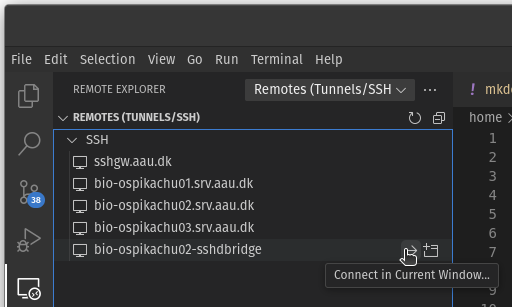 File Edit Selection View Go Run Terminal Help
REMOTE EXPLORER Remotes (Tunnels/SSH
! mkd
REMOTES (TUNNELS/SSH)
home
SSH
sshgw.aau.dk
bio-ospikachu01.srv.aau.dk
bio-ospikachu02.srv.aau.dk
bio-ospikachu03.srv.aau.dk
bio-ospikachu02-sshdbridge
Connect in Current Window...
38
1
2
3
4
5
6
7
9